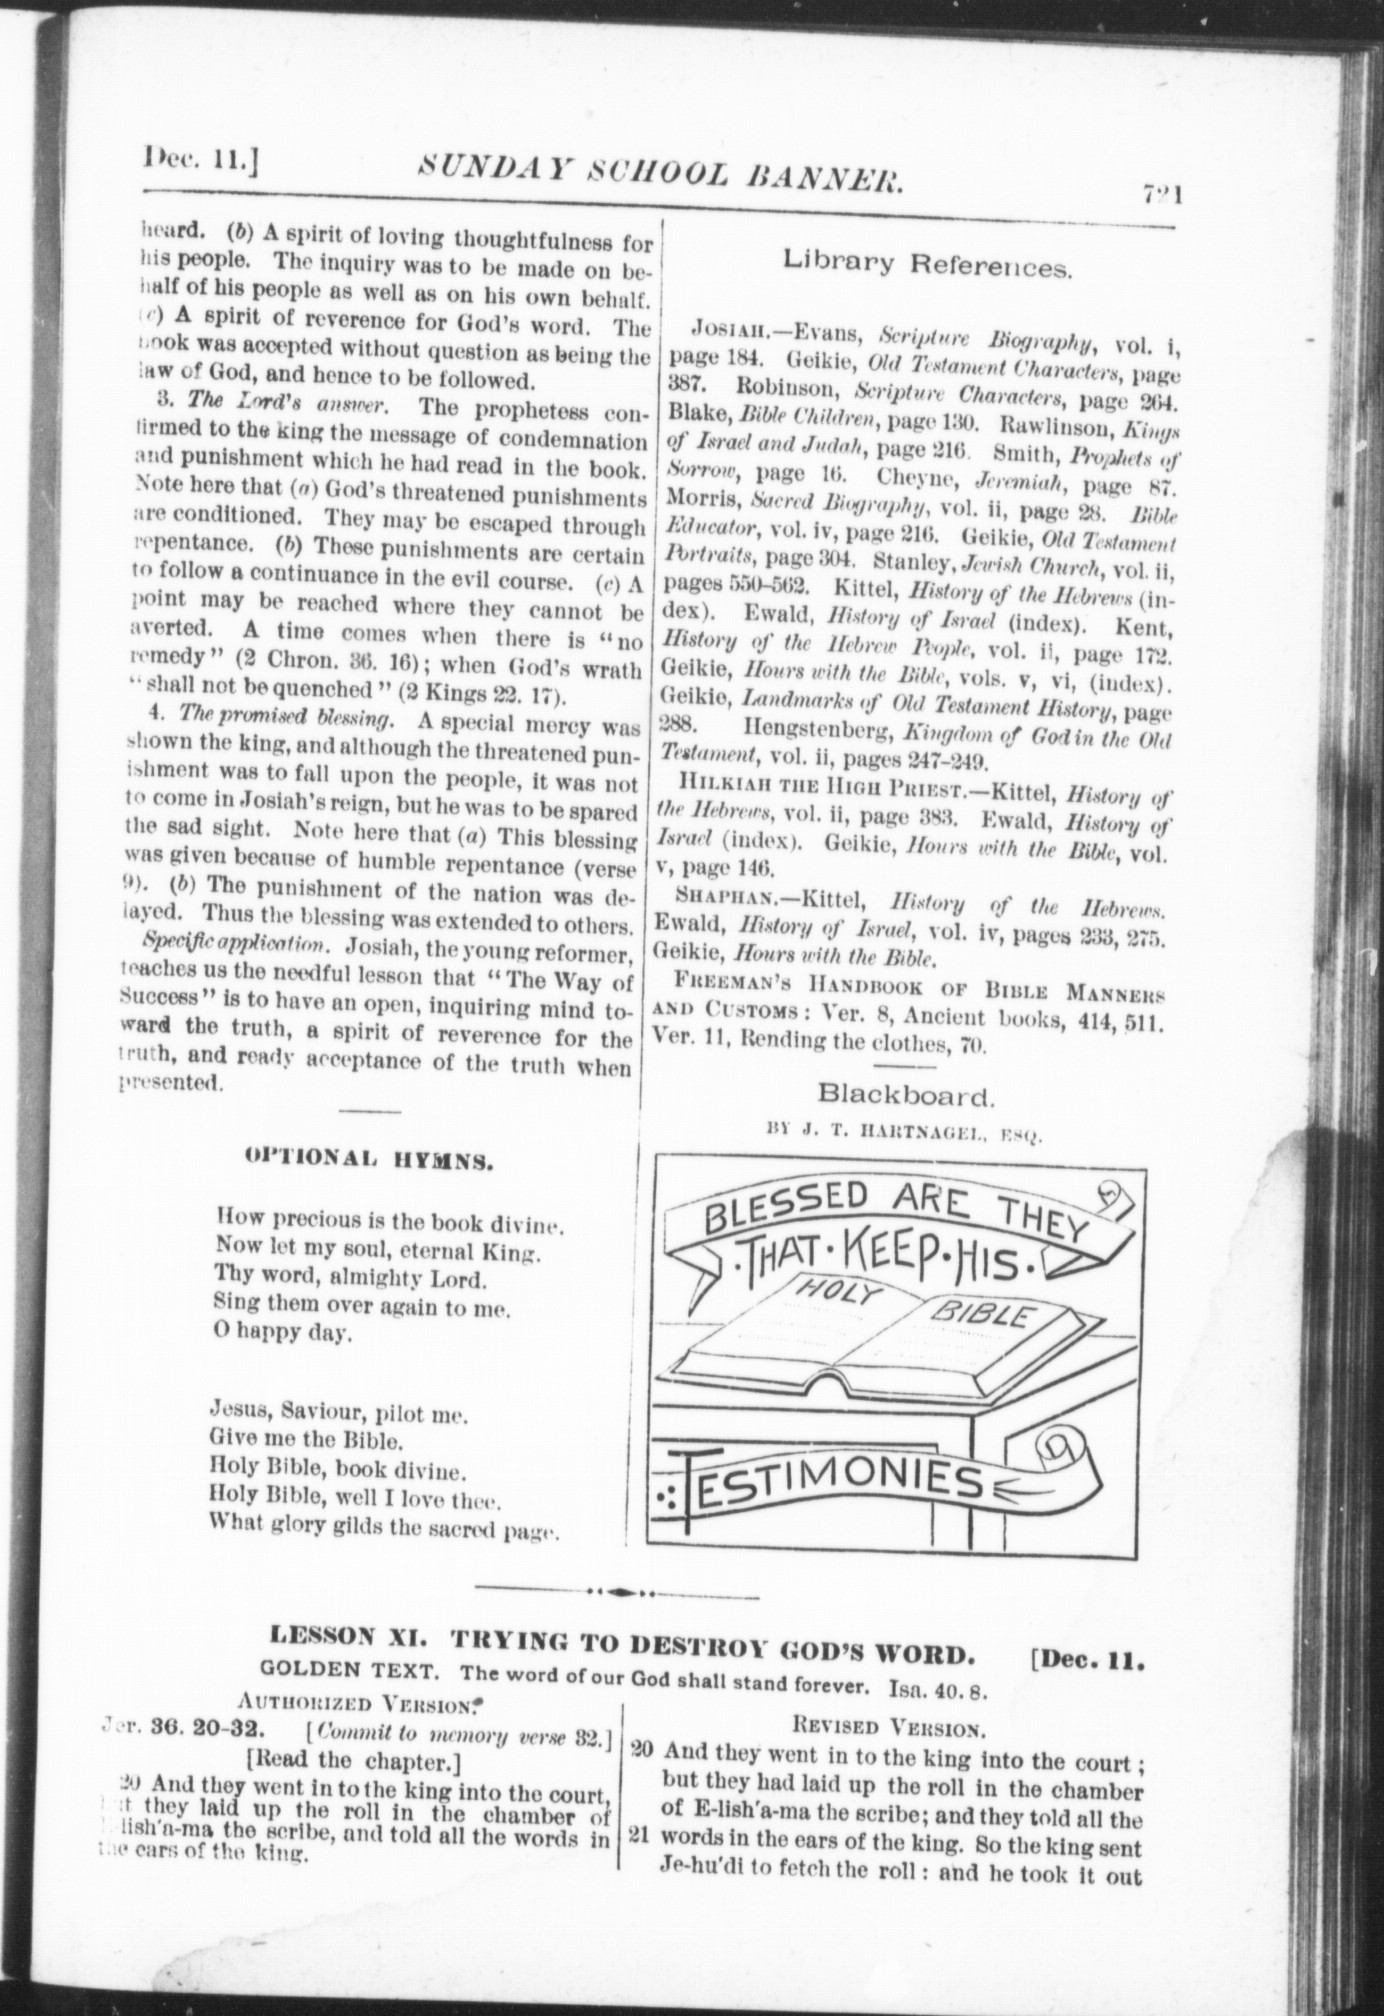 Dec. 11.] SUNDAY SCHOOL BANNER. 721
heard. (b) A spirit of loving thoughtfulness for
his people. The inquiry was to be made on be-
half of his people as well as on his own behalf.
(c) A spirit of reverence for God's word. The
book was accepted without question as being the
law of God, and hence to be followed.
3. The Lord's answer. The prophetess con-
firmed to the king the message of condemnation
and punishment which he had read in the book.
Note here that (a) God's threatened punishments
are conditioned. They may be escaped through
repentance. (b) These punishments are certain
to follow a continuance in the evil course. (c) A
point may be reached where they cannot be
averted. A time comes when there is "no
remedy" (2 Chron. 36. 16); when God's wrath
"shall not be quenched" (2 Kings 22. 17).
4. The promised blessing. A special mercy was
shown the king, and although the threatened pun-
ishment was to fall upon the people, it was not
to come in Josiah's reign, but he was to be spared
the sad sight. Note here that (a) This blessing
was given because of humble repentance (verse
9). (b) The punishment of the nation was de-
layed. Thus the blessing was extended to others.
Specific application. Josiah, the young reformer,
teaches us the needful lesson that "The Way of
Success" is to have an open, inquiring mind to-
ward the truth, a spirit of reverence for the
truth, and ready acceptance of the truth when
presented.
OPTIONAL HYMNS.
How precious is the book divine.
Now let my soul, eternal King.
Thy word, almighty Lord.
Sing them over again to me.
O happy day.
Jesus, Saviour, pilot me.
Give me the Bible.
Holy Bible, book divine.
Holy Bible, well I love thee.
What glory gilds the sacred page.
Library References.
JOSIAH.—Evans, Scripture Biography, vol. i,
page 184. Geikie, Old Testament Characters, page
387. Robinson, Scripture Characters, page 264.
Blake, Bible Children, page 130. Rawlinson, Kings
of Israel and Judah, page 216. Smith, Prophets of
Sorrow, page 16. Cheyne, Jeremiah, page 87.
Morris, Sacred Biography, vol. ii, page 28. Bible
Educator, vol. iv, page 216. Geikie, Old Testament
Portraits, page 304. Stanley, Jewish Church, vol. ii,
pages 550-562. Kittel, History of the Hebrews (in-
dex). Ewald, History of Israel (index). Kent,
History of the Hebrew People, vol. ii, page 172.
Geikie, Hours with the Bible, vols. v, vi, (index).
Geikie, Landmarks of Old Testament History, page
288. Hengstenberg, Kingdom of God in the Old
Testament, vol. ii, pages 247-249.
HILKIAH THE HIGH PRIEST.—Kittel, History of
the Hebrews, vol. ii, page 383. Ewald, History of
Israel (index). Geikie, Hours with the Bible, vol.
v, page 146.
SHAPHAN.—Kittel, History of the Hebrews.
Ewald, History of Israel, vol. iv, pages 233, 275.
Geikie, Hours with the Bible.
FREEMAN'S HANDBOOK OF BIBLE MANNERS
AND CUSTOMS: Ver. 8, Ancient books, 414, 511.
Ver. 11, Rending the clothes, 70.
Blackboard.
BY J. T. HARTNAGEL, ESQ.
BLESSED ARE THEY
·THAT·KEEP·HIS·
HOLY BIBLE
TESTIMONIES
LESSON XI. TRYING TO DESTROY GOD'S WORD. [Dec. 11.
GOLDEN TEXT. The word of our God shall stand forever. Isa. 40. 8.
AUTHORIZED VERSION.
Jer. 36. 20-32. [Commit to memory verse 32.]
[Read the chapter.]
20 And they went in to the king into the court,
but they laid up the roll in the chamber of
E-lish'a-ma the scribe, and told all the words in
the ears of the king.
REVISED VERSION.
20 And they went in to the king into the court;
but they had laid up the roll in the chamber
of E-lish'a-ma the scribe; and they told all the
21 words in the ears of the king. So the king sent
Je-hu'di to fetch the roll: and he took it out